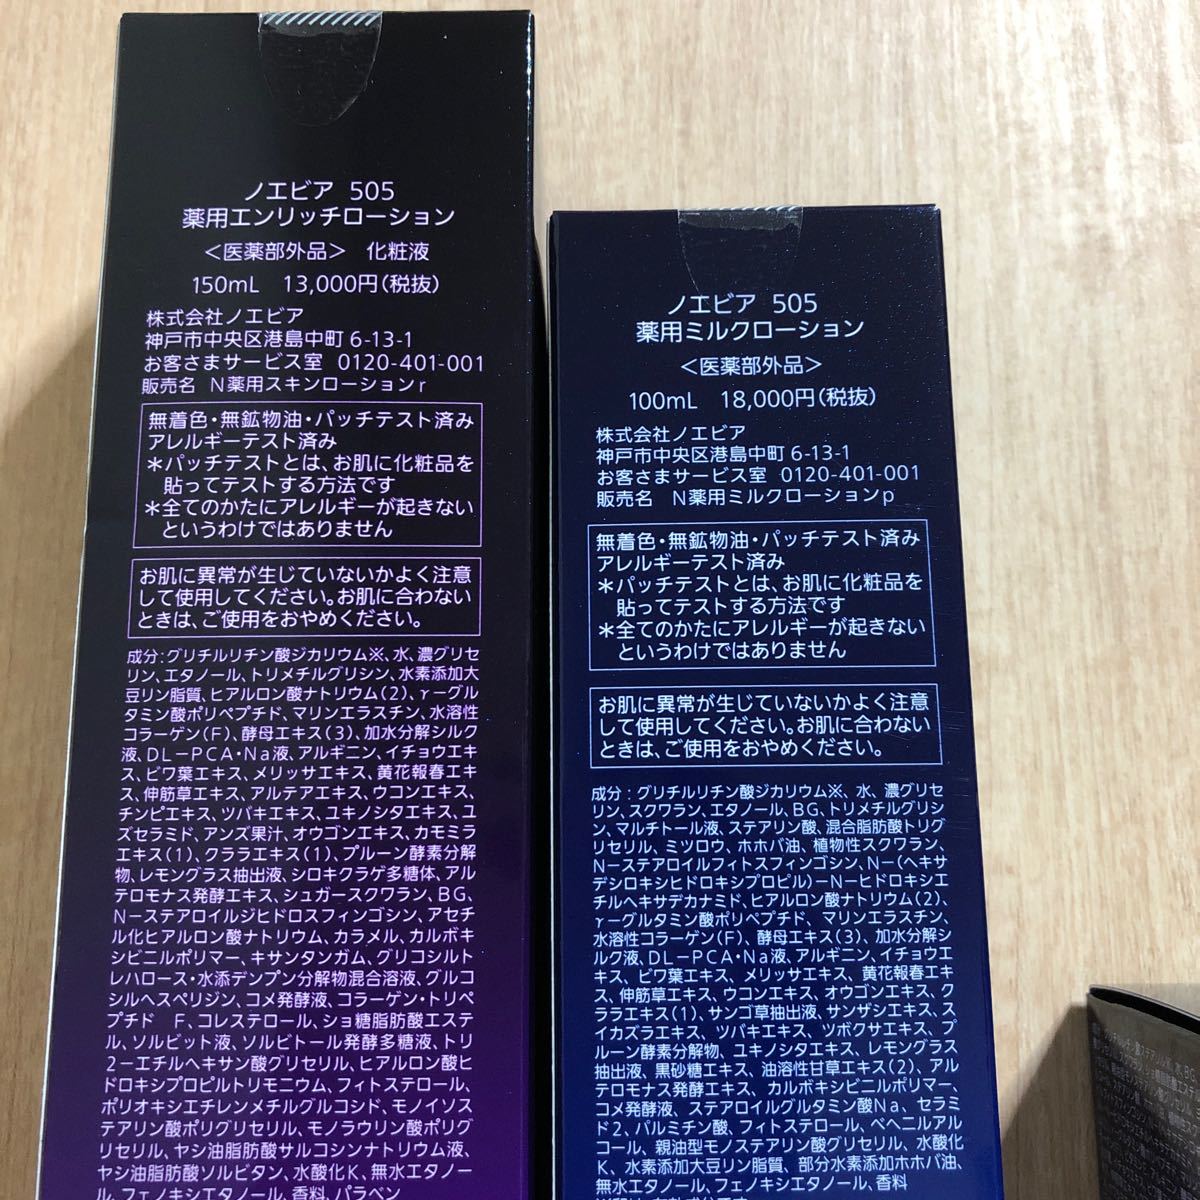 ノエビア 505
薬用エンリッチローション
＜医薬部外品＞ 化粧液
150mL 13,000円(税抜)
株式会社ノエビア
神戸市中央区港島中町6-13-1
お客さまサービス室 0120-401-001
販売名 N薬用スキンローションr
無着色・無鉱物油・パッチテスト済み
アレルギーテスト済み
＊パッチテストとは、お肌に化粧品を
貼ってテストする方法です
＊全てのかたにアレルギーが起きない
というわけではありません
お肌に異常が生じていないかよく注意
して使用してください。お肌に合わない
ときは、ご使用をおやめください。
成分:グリチルリチン酸ジカリウム※、水、濃グリセ
リン、エタノール、トリメチルグリシン、水素添加大
豆リン脂質、ヒアルロン酸ナトリウム(2)、γーグル
タミン酸ポリペプチド、マリンエラスチン、水溶性
コラーゲン(F)、酵母エキス(3)、加水分解シルク
液、DL−PCA・Na液、アルギニン、イチョウエキ
ス、ビワ葉エキス、メリッサエキス、黄花報春エキ
ス、伸筋草エキス、アルテアエキス、ウコンエキス、
チンピエキス、ツバキエキス、ユキノシタエキス、ユ
ズセラミド、アンズ果汁、オウゴンエキス、カモミラ
エキス(1)、クララエキス(1)、プルーン酵素分解
物、レモングラス抽出液、シロキクラゲ多糖体、アル
テロモナス発酵エキス、シュガースクワラン、BG、
N−ステアロイルジヒドロスフィンゴシン、アセチ
ル化ヒアルロン酸ナトリウム、カラメル、カルボキ
シビニルポリマー、キサンタンガム、グリコシルト
レハロース・水添デンプン分解物混合溶液、グルコ
シルヘスペリジン、コメ発酵液、コラーゲン・トリペ
プチド F、コレステロール、ショ糖脂肪酸エステ
ル、ソルビット液、ソルビトール発酵多糖液、トリ
2−エチルヘキサン酸グリセリル、ヒアルロン酸ヒ
ドロキシプロピルトリモニウム、フィトステロール、
ポリオキシエチレンメチルグルコシド、モノイソス
テアリン酸ポリグリセリル、モノラウリン酸ポリグ
リセリル、ヤシ油脂肪酸サルコシンナトリウム液、
ヤシ油脂肪酸ソルビタン、水酸化K、無水エタノー
ル、フェノキシエタノール、香料、パラベン
ノエビア 505
薬用ミルクローション
＜医薬部外品＞
100mL 18,000円(税抜)
株式会社ノエビア
神戸市中央区港島中町6-13-1
お客さまサービス室 0120-401-001
販売名 N薬用ミルクローションp
無着色・無鉱物油・パッチテスト済み
アレルギーテスト済み
＊パッチテストとは、お肌に化粧品を
貼ってテストする方法です
＊全てのかたにアレルギーが起きない
というわけではありません
お肌に異常が生じていないかよく注意
して使用してください。お肌に合わない
ときは、ご使用をおやめください。
成分:グリチルリチン酸ジカリウム※、水、濃グリセ
リン、スクワラン、エタノール、BG、トリメチルグリシ
ン、マルチトール液、ステアリン酸、混合脂肪酸トリグ
リセリル、ミツロウ、ホホバ油、植物性スクワラン、
N−ステアロイルフィトスフィンゴシン、N−(ヘキサ
デシロキシヒドロキシプロピル)−N−ヒドロキシエ
チルヘキサデカナミド、ヒアルロン酸ナトリウム(2)、
γーグルタミン酸ポリペプチド、マリンエラスチン、
水溶性コラーゲン(F)、酵母エキス(3)、加水分解シ
ルク液、DL−PCA・Na液、アルギニン、イチョウエ
キス、ビワ葉エキス、メリッサエキス、黄花報春エキ
ス、伸筋草エキス、ウコンエキス、オウゴンエキス、ク
ララエキス(1)、サンゴ草抽出液、サンザシエキス、ス
イカズラエキス、ツバキエキス、ツボクサエキス、プ
ルーン酵素分解物、ユキノシタエキス、レモングラス
抽出液、黒砂糖エキス、油溶性甘草エキス(2)、アル
テロモナス発酵エキス、カルボキシビニルポリマー、
コメ発酵液、ステアロイルグルタミン酸Na、セラミ
ド2、パルミチン酸、フィトステロール、ベヘニルアル
コール、親油型モノステアリン酸グリセリル、水酸化
K、水素添加大豆リン脂質、部分水素添加ホホバ油、
無水エタノール、フェノキシエタノール、香料